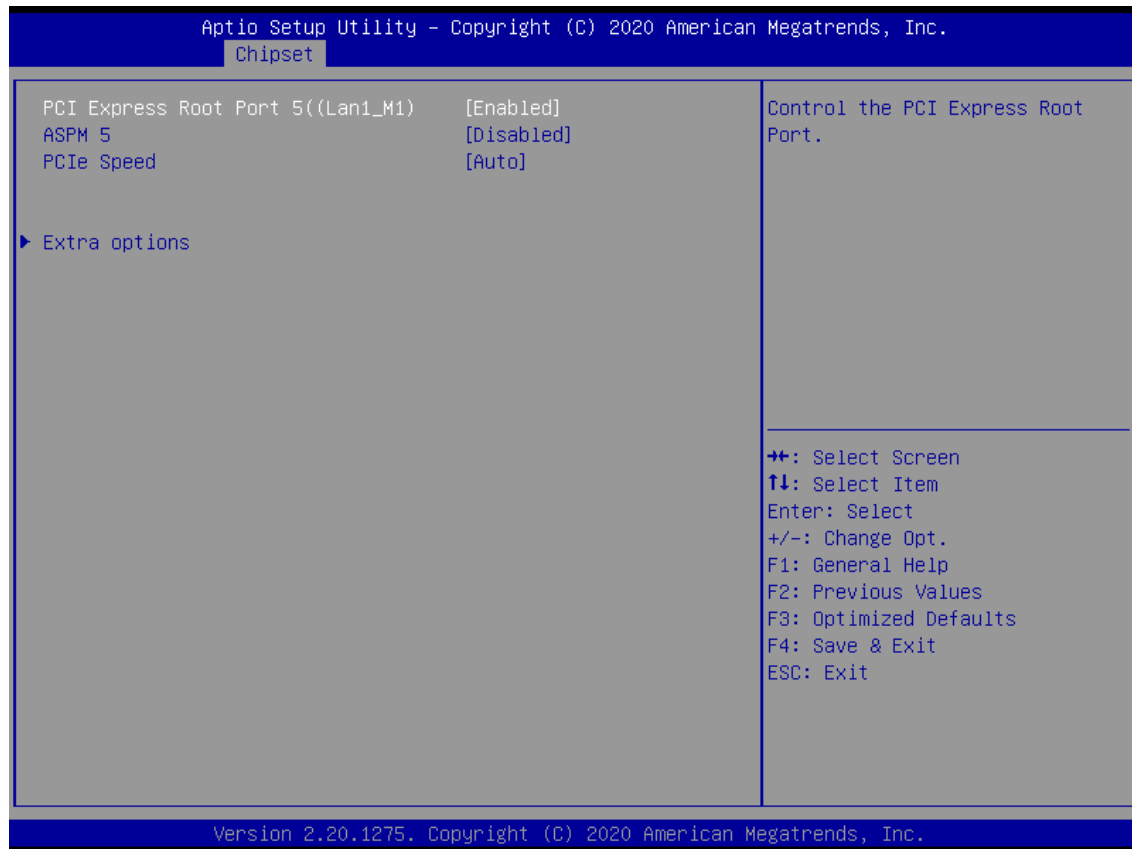 Aptio Setup Utility – Copyright (C) 2020 American Megatrends, Inc.
Chipset
PCI Express Root Port 5((Lan1_M1) [Enabled]
ASPM 5 [Disabled]
PCIe Speed [Auto]
▶ Extra options
Control the PCI Express Root
Port.
→←: Select Screen
↑↓: Select Item
Enter: Select
+/-: Change Opt.
F1: General Help
F2: Previous Values
F3: Optimized Defaults
F4: Save & Exit
ESC: Exit
Version 2.20.1275. Copyright (C) 2020 American Megatrends, Inc.